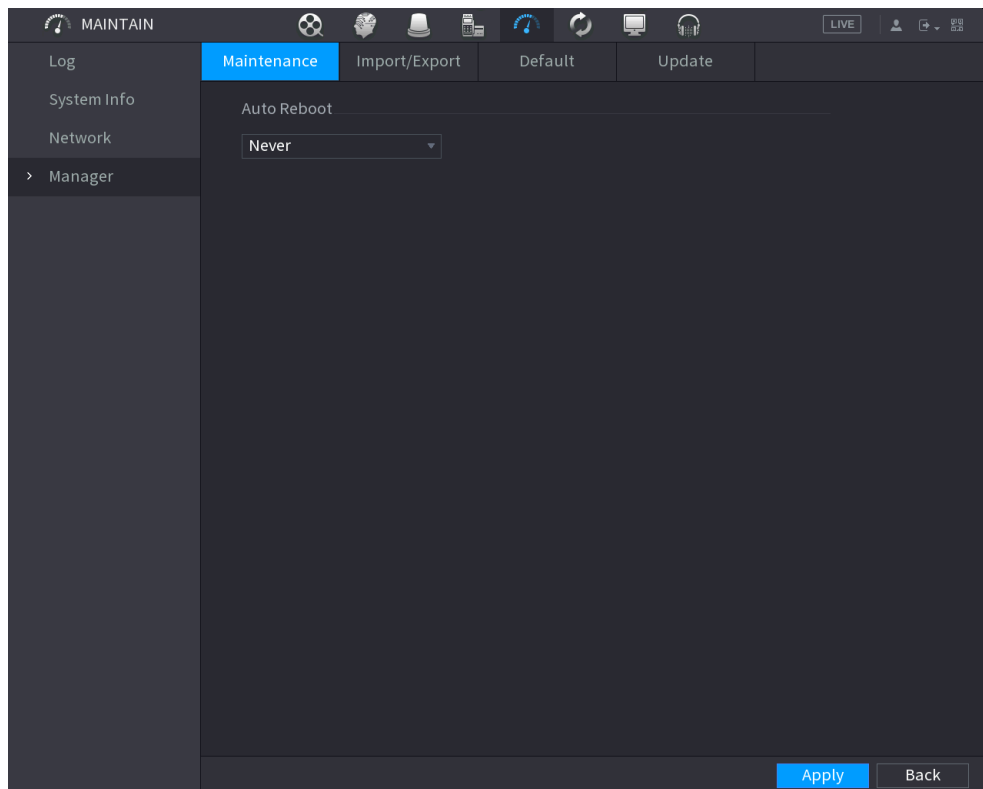 MAINTAIN
LIVE
Log
System Info
Network
Manager
Maintenance
Import/Export
Default
Update
Auto Reboot
Never
Apply
Back